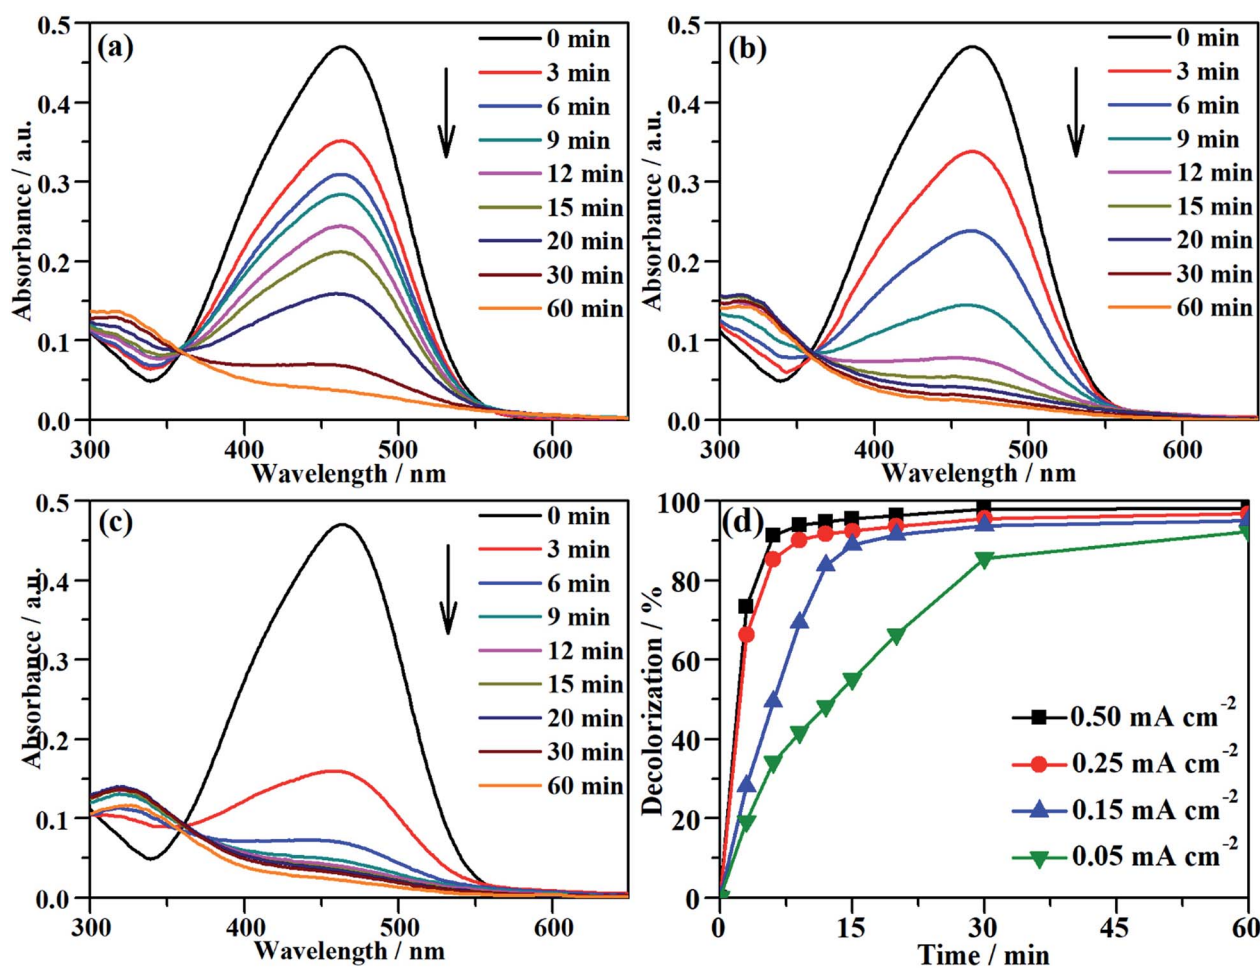 (a)
0 min
3 min
6 min
9 min
12 min
15 min
20 min
30 min
60 min
0.5
0.4
0.3
0.2
0.1
0.0
Absorbance / a.u.
300 400 500 600
Wavelength / nm
(b)
0 min
3 min
6 min
9 min
12 min
15 min
20 min
30 min
60 min
0.5
0.4
0.3
0.2
0.1
0.0
Absorbance / a.u.
300 400 500 600
Wavelength / nm
(c)
0 min
3 min
6 min
9 min
12 min
15 min
20 min
30 min
60 min
0.5
0.4
0.3
0.2
0.1
0.0
Absorbance / a.u.
300 400 500 600
Wavelength / nm
(d)
100
80
60
40
20
0
Decolorization / %
0.50 mA cm⁻²
0.25 mA cm⁻²
0.15 mA cm⁻²
0.05 mA cm⁻²
0 15 30 45 60
Time / min